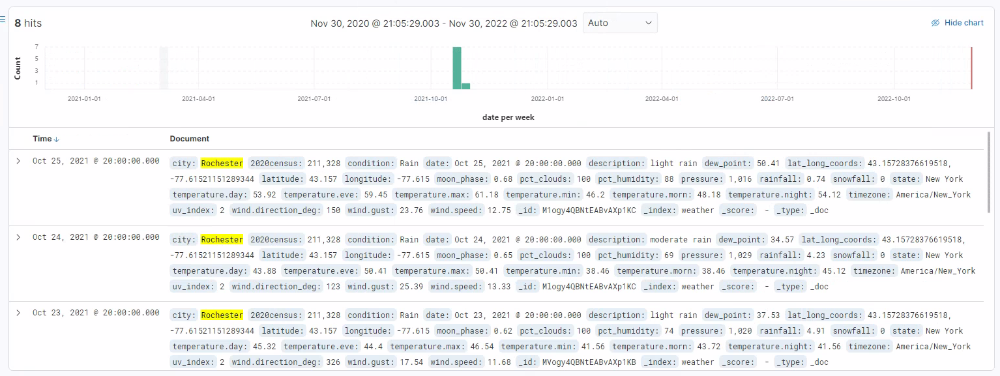 8 hits
Nov 30, 2020 @ 21:05:29.003 - Nov 30, 2022 @ 21:05:29.003
Auto
Hide chart
Count
7
5
3
1
2021-01-01 2021-04-01 2021-07-01 2021-10-01 2022-01-01 2022-04-01 2022-07-01 2022-10-01
date per week
Time Document
Oct 25, 2021 @ 20:00:00.000 city: Rochester 2020census: 211,328 condition: Rain date: Oct 25, 2021 @ 20:00:00.000 description: light rain dew_point: 50.41 lat_long_coords: 43.15728376619518,
-77.61521151289344 latitude: 43.157 longitude: -77.615 moon_phase: 0.68 pct_clouds: 100 pct_humidity: 88 pressure: 1,016 rainfall: 0.74 snowfall: 0 state: New York
temperature.day: 53.92 temperature.eve: 59.45 temperature.max: 61.18 temperature.min: 46.2 temperature.morn: 48.18 temperature.night: 54.12 timezone: America/New_York
uv_index: 2 wind.direction_deg: 150 wind.gust: 23.76 wind.speed: 12.75 _id: M1ogy4QBNtEABvAXp1KC _index: weather _score: - _type: _doc
Oct 24, 2021 @ 20:00:00.000 city: Rochester 2020census: 211,328 condition: Rain date: Oct 24, 2021 @ 20:00:00.000 description: moderate rain dew_point: 34.57 lat_long_coords: 43.15728376619518,
-77.61521151289344 latitude: 43.157 longitude: -77.615 moon_phase: 0.65 pct_clouds: 100 pct_humidity: 69 pressure: 1,029 rainfall: 4.23 snowfall: 0 state: New York
temperature.day: 43.88 temperature.eve: 50.41 temperature.max: 50.41 temperature.min: 38.46 temperature.morn: 38.46 temperature.night: 45.12 timezone: America/New_York
uv_index: 2 wind.direction_deg: 123 wind.gust: 25.39 wind.speed: 13.33 _id: Mlogy4QBNtEABvAXp1KC _index: weather _score: - _type: _doc
Oct 23, 2021 @ 20:00:00.000 city: Rochester 2020census: 211,328 condition: Rain date: Oct 23, 2021 @ 20:00:00.000 description: light rain dew_point: 37.53 lat_long_coords: 43.15728376619518,
-77.61521151289344 latitude: 43.157 longitude: -77.615 moon_phase: 0.62 pct_clouds: 100 pct_humidity: 74 pressure: 1,020 rainfall: 4.91 snowfall: 0 state: New York
temperature.day: 45.32 temperature.eve: 44.4 temperature.max: 46.54 temperature.min: 41.56 temperature.morn: 43.72 temperature.night: 41.56 timezone: America/New_York
uv_index: 2 wind.direction_deg: 326 wind.gust: 17.54 wind.speed: 11.68 _id: MVogy4QBNtEABvAXp1KB _index: weather _score: - _type: _doc